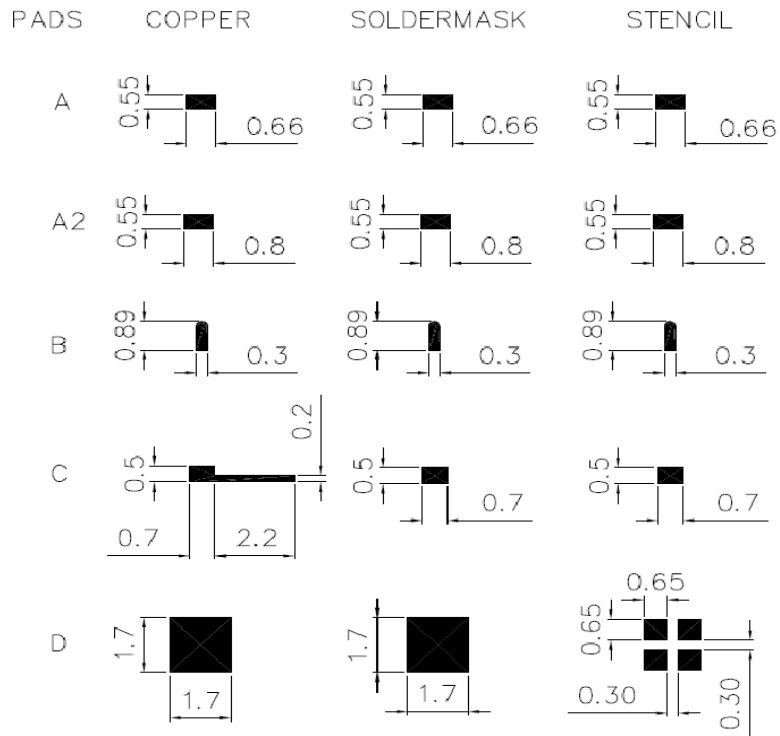 PADS COPPER SOLDERMASK STENCIL
A 0.55 0.66 0.55 0.66 0.55 0.66
A2 0.55 0.8 0.55 0.8 0.55 0.8
B 0.89 0.3 0.89 0.3 0.89 0.3
C 0.5 0.7 2.2 0.2 0.5 0.7 0.5 0.7
D 1.7 1.7 1.7 1.7 0.65 0.65 0.30 0.30